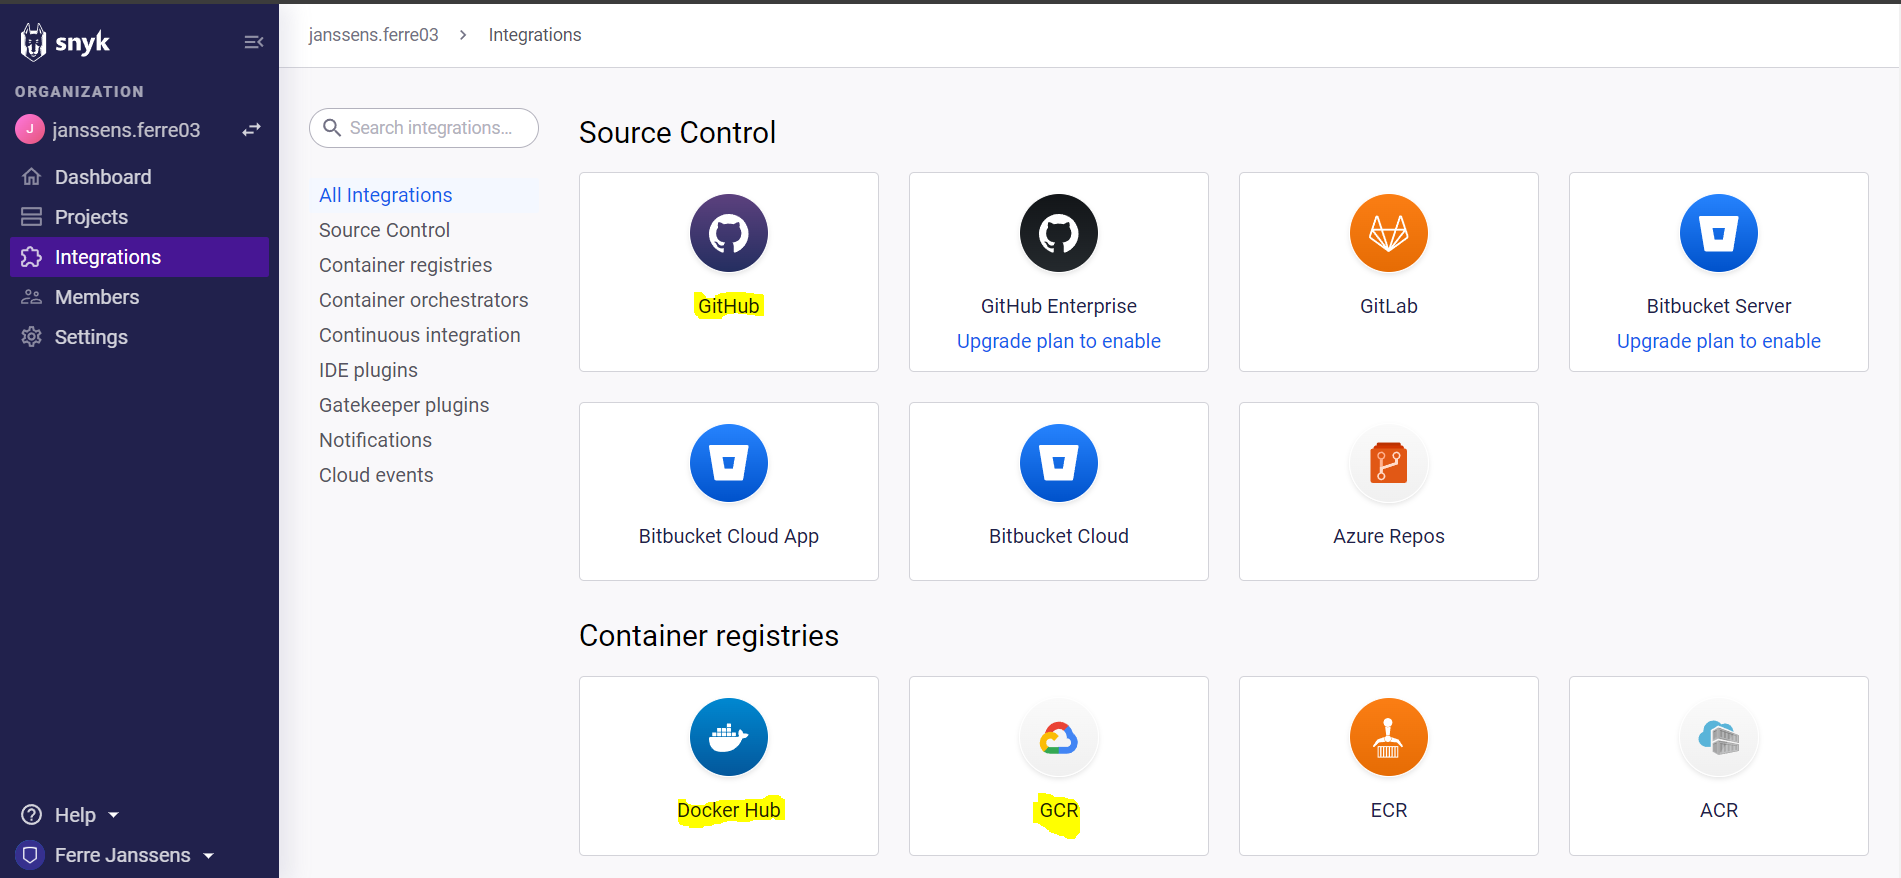 snyk
ORGANIZATION
J
janssens.ferre03
Dashboard
Projects
Integrations
Members
Settings
Help
Ferre Janssens
janssens.ferre03 > Integrations
Search integrations...
All Integrations
Source Control
Container registries
Container orchestrators
Continuous integration
IDE plugins
Gatekeeper plugins
Notifications
Cloud events
Source Control
GitHub
GitHub Enterprise
Upgrade plan to enable
GitLab
Bitbucket Server
Upgrade plan to enable
Bitbucket Cloud App
Bitbucket Cloud
Azure Repos
Container registries
Docker Hub
GCR
ECR
ACR